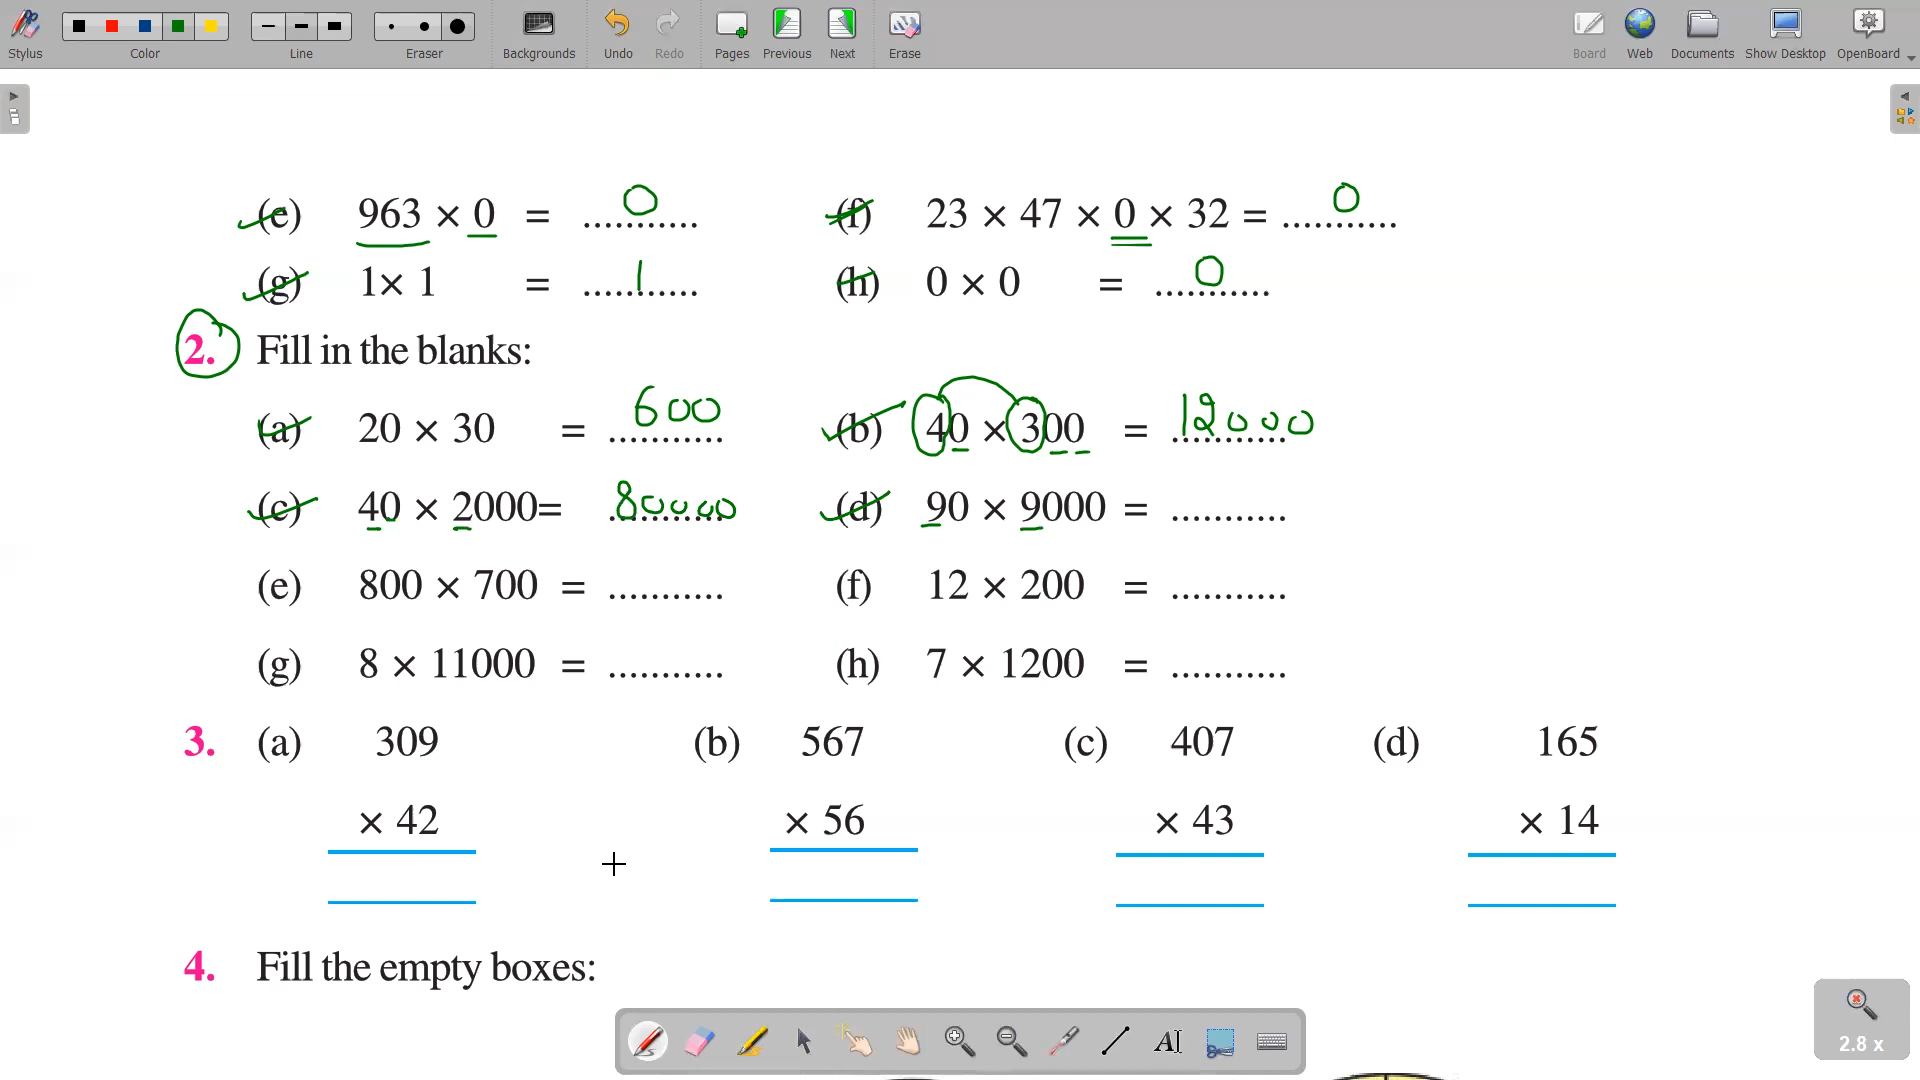 Stylus Color Line Eraser Backgrounds Undo Redo Pages Previous Next Erase Board Web Documents Show Desktop OpenBoard
(e) 963 × 0 = ........... 0 (f) 23 × 47 × 0 × 32 = ........... 0
(g) 1× 1 = ........... 1 (h) 0 × 0 = ........... 0
2. Fill in the blanks:
(a) 20 × 30 = ........... 600 (b) 40 × 300 = ........... 12000
(c) 40 × 2000= ........... 80000 (d) 90 × 9000 = ...........
(e) 800 × 700 = ........... (f) 12 × 200 = ...........
(g) 8 × 11000 = ........... (h) 7 × 1200 = ...........
3. (a) 309 (b) 567 (c) 407 (d) 165
× 42 × 56 × 43 × 14
4. Fill the empty boxes:
2.8 x